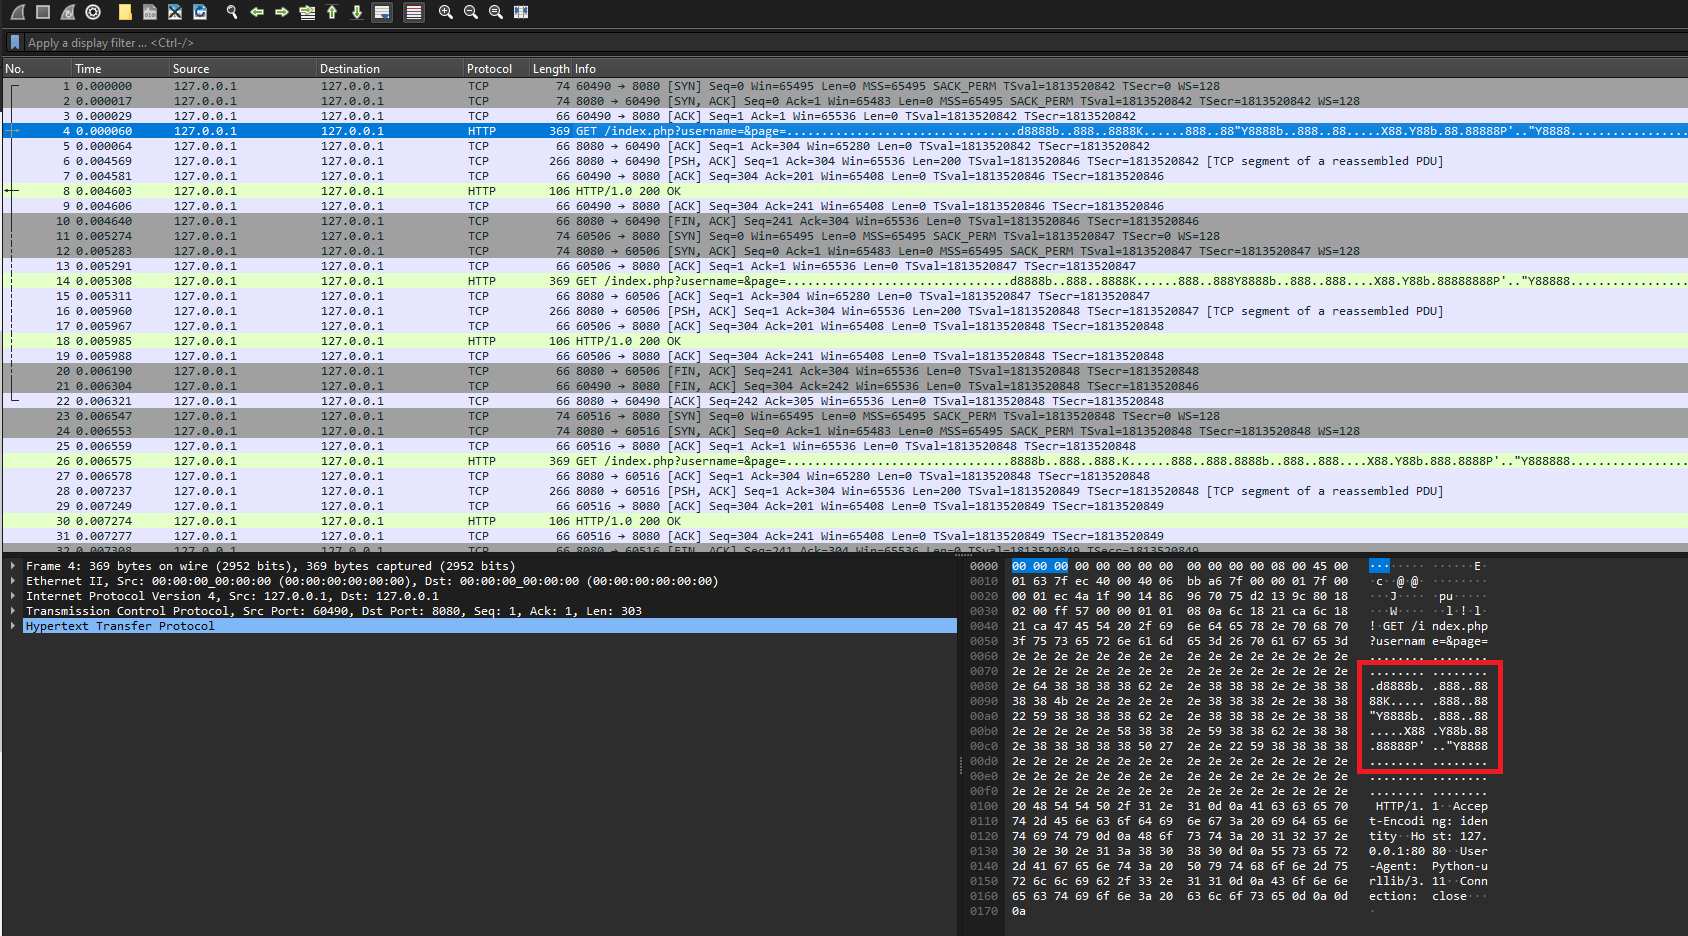 Apply a display filter ... <Ctrl-/>
No. Time Source Destination Protocol Length Info
1 0.000000 127.0.0.1 127.0.0.1 TCP 74 60490 → 8080 [SYN] Seq=0 Win=65495 Len=0 MSS=65495 SACK_PERM TSval=1813520842 TSecr=0 WS=128
2 0.000017 127.0.0.1 127.0.0.1 TCP 74 8080 → 60490 [SYN, ACK] Seq=0 Ack=1 Win=65483 Len=0 MSS=65495 SACK_PERM TSval=1813520842 TSecr=1813520842 WS=128
3 0.000029 127.0.0.1 127.0.0.1 TCP 66 60490 → 8080 [ACK] Seq=1 Ack=1 Win=65536 Len=0 TSval=1813520842 TSecr=1813520842
4 0.000060 127.0.0.1 127.0.0.1 HTTP 369 GET /index.php?username=&page=.................................d8888b..888..8888K......888..88"Y8888b..888..88.....X88.Y88b.88.88888P'.."Y8888.................
5 0.000064 127.0.0.1 127.0.0.1 TCP 66 8080 → 60490 [ACK] Seq=1 Ack=304 Win=65280 Len=0 TSval=1813520842 TSecr=1813520842
6 0.004569 127.0.0.1 127.0.0.1 TCP 266 8080 → 60490 [PSH, ACK] Seq=1 Ack=304 Win=65536 Len=200 TSval=1813520846 TSecr=1813520842 [TCP segment of a reassembled PDU]
7 0.004581 127.0.0.1 127.0.0.1 TCP 66 60490 → 8080 [ACK] Seq=304 Ack=201 Win=65408 Len=0 TSval=1813520846 TSecr=1813520846
8 0.004603 127.0.0.1 127.0.0.1 HTTP 106 HTTP/1.0 200 OK
9 0.004606 127.0.0.1 127.0.0.1 TCP 66 60490 → 8080 [ACK] Seq=304 Ack=241 Win=65408 Len=0 TSval=1813520846 TSecr=1813520846
10 0.004640 127.0.0.1 127.0.0.1 TCP 66 8080 → 60490 [FIN, ACK] Seq=241 Ack=304 Win=65536 Len=0 TSval=1813520846 TSecr=1813520846
11 0.005274 127.0.0.1 127.0.0.1 TCP 74 60506 → 8080 [SYN] Seq=0 Win=65495 Len=0 MSS=65495 SACK_PERM TSval=1813520847 TSecr=0 WS=128
12 0.005283 127.0.0.1 127.0.0.1 TCP 74 8080 → 60506 [SYN, ACK] Seq=0 Ack=1 Win=65483 Len=0 MSS=65495 SACK_PERM TSval=1813520847 TSecr=1813520847 WS=128
13 0.005291 127.0.0.1 127.0.0.1 TCP 66 60506 → 8080 [ACK] Seq=1 Ack=1 Win=65536 Len=0 TSval=1813520847 TSecr=1813520847
14 0.005308 127.0.0.1 127.0.0.1 HTTP 369 GET /index.php?username=&page=................................d8888b..888..8888K......888..888Y8888b..888..888....X88.Y88b.88888888P'.."Y88888.................
15 0.005311 127.0.0.1 127.0.0.1 TCP 66 8080 → 60506 [ACK] Seq=1 Ack=304 Win=65280 Len=0 TSval=1813520847 TSecr=1813520847
16 0.005960 127.0.0.1 127.0.0.1 TCP 266 8080 → 60506 [PSH, ACK] Seq=1 Ack=304 Win=65536 Len=200 TSval=1813520848 TSecr=1813520847 [TCP segment of a reassembled PDU]
17 0.005967 127.0.0.1 127.0.0.1 TCP 66 60506 → 8080 [ACK] Seq=304 Ack=201 Win=65408 Len=0 TSval=1813520848 TSecr=1813520848
18 0.005985 127.0.0.1 127.0.0.1 HTTP 106 HTTP/1.0 200 OK
19 0.005988 127.0.0.1 127.0.0.1 TCP 66 60506 → 8080 [ACK] Seq=304 Ack=241 Win=65408 Len=0 TSval=1813520848 TSecr=1813520848
20 0.006190 127.0.0.1 127.0.0.1 TCP 66 8080 → 60506 [FIN, ACK] Seq=241 Ack=304 Win=65536 Len=0 TSval=1813520848 TSecr=1813520848
21 0.006304 127.0.0.1 127.0.0.1 TCP 66 60490 → 8080 [FIN, ACK] Seq=304 Ack=242 Win=65536 Len=0 TSval=1813520848 TSecr=1813520846
22 0.006321 127.0.0.1 127.0.0.1 TCP 66 8080 → 60490 [ACK] Seq=242 Ack=305 Win=65536 Len=0 TSval=1813520848 TSecr=1813520848
23 0.006547 127.0.0.1 127.0.0.1 TCP 74 60516 → 8080 [SYN] Seq=0 Win=65495 Len=0 MSS=65495 SACK_PERM TSval=1813520848 TSecr=0 WS=128
24 0.006553 127.0.0.1 127.0.0.1 TCP 74 8080 → 60516 [SYN, ACK] Seq=0 Ack=1 Win=65483 Len=0 MSS=65495 SACK_PERM TSval=1813520848 TSecr=1813520848 WS=128
25 0.006559 127.0.0.1 127.0.0.1 TCP 66 60516 → 8080 [ACK] Seq=1 Ack=1 Win=65536 Len=0 TSval=1813520848 TSecr=1813520848
26 0.006575 127.0.0.1 127.0.0.1 HTTP 369 GET /index.php?username=&page=................................8888b..888..888.K......888..888.8888b..888..888....X88.Y88b.888.8888P'.."Y888888.................
27 0.006578 127.0.0.1 127.0.0.1 TCP 66 8080 → 60516 [ACK] Seq=1 Ack=304 Win=65280 Len=0 TSval=1813520848 TSecr=1813520848
28 0.007237 127.0.0.1 127.0.0.1 TCP 266 8080 → 60516 [PSH, ACK] Seq=1 Ack=304 Win=65536 Len=200 TSval=1813520849 TSecr=1813520848 [TCP segment of a reassembled PDU]
29 0.007249 127.0.0.1 127.0.0.1 TCP 66 60516 → 8080 [ACK] Seq=304 Ack=201 Win=65408 Len=0 TSval=1813520849 TSecr=1813520849
30 0.007274 127.0.0.1 127.0.0.1 HTTP 106 HTTP/1.0 200 OK
31 0.007277 127.0.0.1 127.0.0.1 TCP 66 60516 → 8080 [ACK] Seq=304 Ack=241 Win=65408 Len=0 TSval=1813520849 TSecr=1813520849
Frame 4: 369 bytes on wire (2952 bits), 369 bytes captured (2952 bits)
Ethernet II, Src: 00:00:00_00:00:00 (00:00:00:00:00:00), Dst: 00:00:00_00:00:00 (00:00:00:00:00:00)
Internet Protocol Version 4, Src: 127.0.0.1, Dst: 127.0.0.1
Transmission Control Protocol, Src Port: 60490, Dst Port: 8080, Seq: 1, Ack: 1, Len: 303
Hypertext Transfer Protocol
0000 00 00 00 00 00 00 00 00 00 00 00 00 08 00 45 00 ········ ······E·
0010 01 63 7f ec 40 00 40 06 bb a6 7f 00 00 01 7f 00 ·c··@·@· ········
0020 00 01 ec 4a 1f 90 14 86 96 70 75 d2 13 9c 80 18 ···J···· ·pu·····
0030 02 00 ff 57 00 00 01 01 08 0a 6c 18 21 ca 6c 18 ···W···· ··l·!·l·
0040 21 ca 47 45 54 20 2f 69 6e 64 65 78 2e 70 68 70 !·GET /i ndex.php
0050 3f 75 73 65 72 6e 61 6d 65 3d 26 70 61 67 65 3d ?usernam e=&page=
0060 2e 2e 2e 2e 2e 2e 2e 2e 2e 2e 2e 2e 2e 2e 2e 2e ........ ........
0070 2e 2e 2e 2e 2e 2e 2e 2e 2e 2e 2e 2e 2e 2e 2e 2e ........ ........
0080 2e 64 38 38 38 38 62 2e 2e 38 38 38 2e 2e 38 38 .d8888b. .888..88
0090 38 38 4b 2e 2e 2e 2e 2e 2e 38 38 38 2e 2e 38 38 88K..... .888..88
00a0 22 59 38 38 38 38 62 2e 2e 38 38 38 2e 2e 38 38 "Y8888b. .888..88
00b0 2e 2e 2e 2e 2e 58 38 38 2e 59 38 38 62 2e 38 38 .....X88 .Y88b.88
00c0 2e 38 38 38 38 38 50 27 2e 2e 22 59 38 38 38 38 .88888P' .."Y8888
00d0 2e 2e 2e 2e 2e 2e 2e 2e 2e 2e 2e 2e 2e 2e 2e 2e ........ ........
00e0 2e 2e 2e 2e 2e 2e 2e 2e 2e 2e 2e 2e 2e 2e 2e 2e ........ ........
00f0 2e 2e 2e 2e 2e 2e 2e 2e 2e 2e 2e 2e 2e 2e 2e 2e ........ ........
0100 20 48 54 54 50 2f 31 2e 31 0d 0a 41 63 63 65 70 HTTP/1. 1··Accep
0110 74 2d 45 6e 63 6f 64 69 6e 67 3a 20 69 64 65 6e t-Encodi ng: iden
0120 74 69 74 79 0d 0a 48 6f 73 74 3a 20 31 32 37 2e tity··Ho st: 127.
0130 30 2e 30 2e 31 3a 38 30 38 30 0d 0a 55 73 65 72 0.0.1:80 80··User
0140 2d 41 67 65 6e 74 3a 20 50 79 74 68 6f 6e 2d 75 -Agent: Python-u
0150 72 6c 6c 69 62 2f 33 2e 31 31 0d 0a 43 6f 6e 6e rllib/3. 11··Conn
0160 65 63 74 69 6f 6e 3a 20 63 6c 6f 73 65 0d 0a 0d ection: close···
0170 0a ·